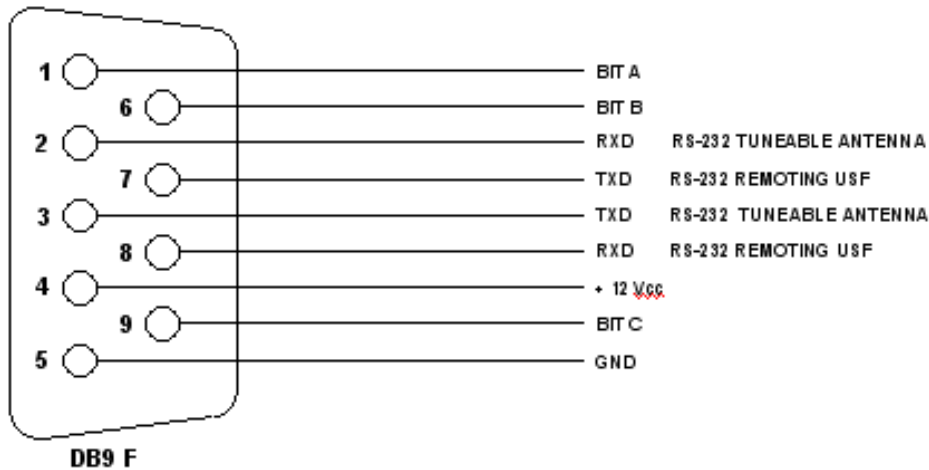 1 BIT A
6 BIT B
2 RXD RS-232 TUNEABLE ANTENNA
7 TXD RS-232 REMOTING USF
3 TXD RS-232 TUNEABLE ANTENNA
8 RXD RS-232 REMOTING USF
4 + 12 Vcc
9 BIT C
5 GND
DB9 F